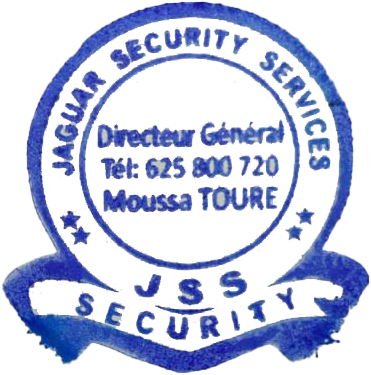 JAGUAR SECURITY SERVICES
Directeur Général
Tél: 625 800 720
Moussa TOURE
JSS
SECURITY